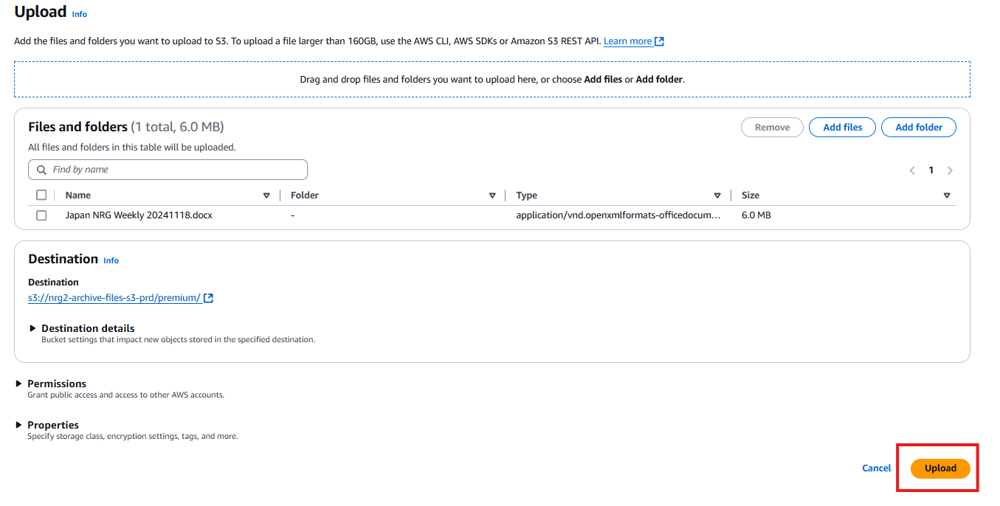 Upload Info
Add the files and folders you want to upload to S3. To upload a file larger than 160GB, use the AWS CLI, AWS SDKs or Amazon S3 REST API. Learn more
Drag and drop files and folders you want to upload here, or choose Add files or Add folder.
Files and folders (1 total, 6.0 MB)
Remove Add files Add folder
All files and folders in this table will be uploaded.
Find by name
1
Name Folder Type Size
Japan NRG Weekly 20241118.docx - application/vnd.openxmlformats-officedocum... 6.0 MB
Destination Info
Destination
s3://nrg2-archive-files-s3-prd/premium/
Destination details
Bucket settings that impact new objects stored in the specified destination.
Permissions
Grant public access and access to other AWS accounts.
Properties
Specify storage class, encryption settings, tags, and more.
Cancel Upload